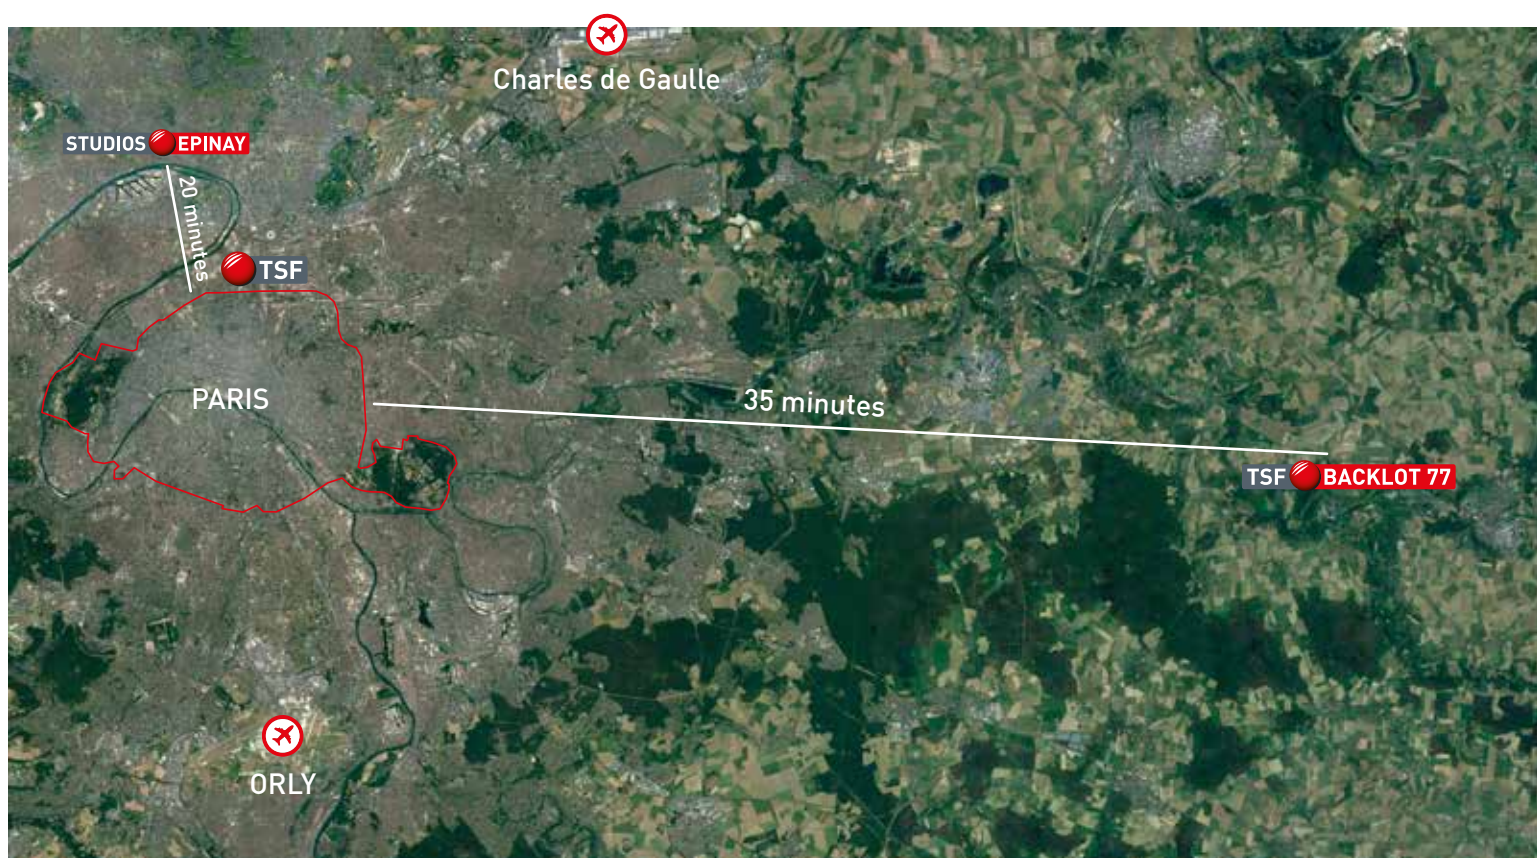 Charles de Gaulle
STUDIOS EPINAY
20 minutes
TSF
PARIS
35 minutes
TSF BACKLOT 77
ORLY